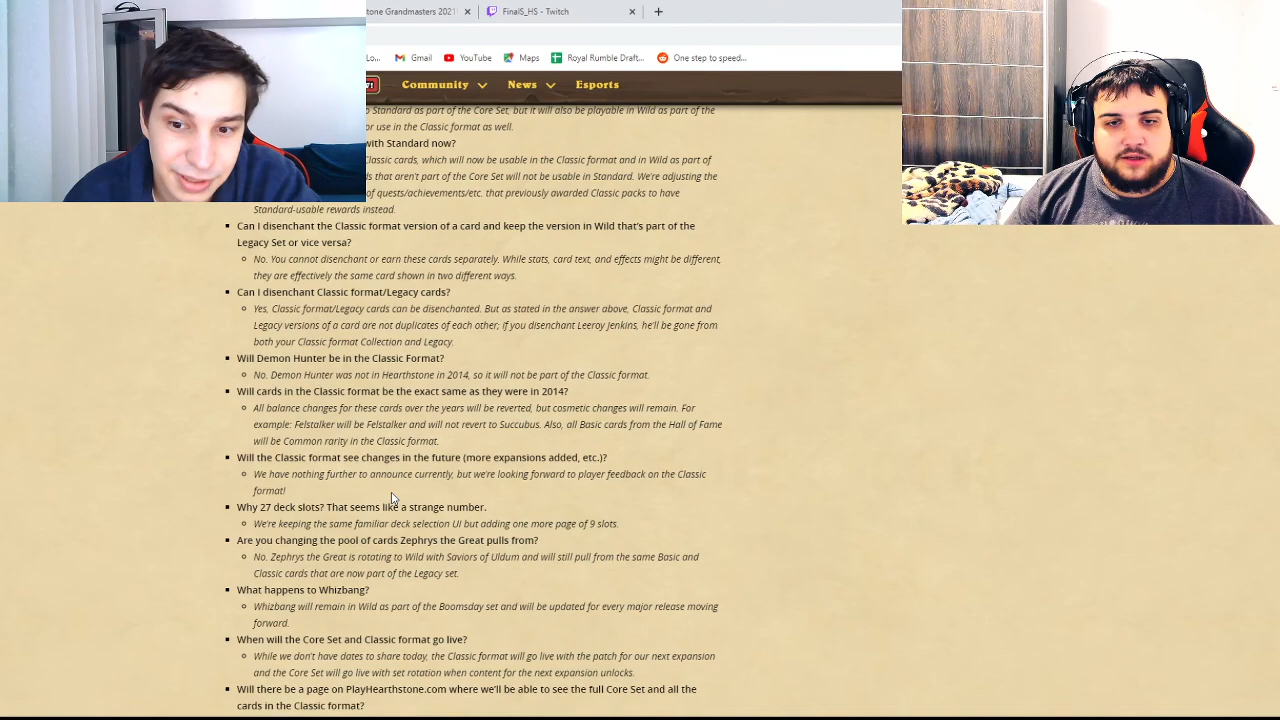 tone Grandmasters 2021
FinalS_HS - Twitch
Lo...
Gmail
YouTube
Maps
Royal Rumble Draft...
One step to speed...
Community
News
Esports
Standard as part of the Core Set, but it will also be playable in Wild as part of the
or use in the Classic format as well.
with Standard now?
Classic cards, which will now be usable in the Classic format and in Wild as part of
ds that aren't part of the Core Set will not be usable in Standard. We're adjusting the
of quests/achievements/etc. that previously awarded Classic packs to have
Standard-usable rewards instead.
Can I disenchant the Classic format version of a card and keep the version in Wild that's part of the
Legacy Set or vice versa?
No. You cannot disenchant or earn these cards separately. While stats, card text, and effects might be different,
they are effectively the same card shown in two different ways.
Can I disenchant Classic format/Legacy cards?
Yes, Classic format/Legacy cards can be disenchanted. But as stated in the answer above, Classic format and
Legacy versions of a card are not duplicates of each other; if you disenchant Leeroy Jenkins, he'll be gone from
both your Classic format Collection and Legacy.
Will Demon Hunter be in the Classic Format?
No. Demon Hunter was not in Hearthstone in 2014, so it will not be part of the Classic format.
Will cards in the Classic format be the exact same as they were in 2014?
All balance changes for these cards over the years will be reverted, but cosmetic changes will remain. For
example: Felstalker will be Felstalker and will not revert to Succubus. Also, all Basic cards from the Hall of Fame
will be Common rarity in the Classic format.
Will the Classic format see changes in the future (more expansions added, etc.)?
We have nothing further to announce currently, but we're looking forward to player feedback on the Classic
format!
Why 27 deck slots? That seems like a strange number.
We're keeping the same familiar deck selection UI but adding one more page of 9 slots.
Are you changing the pool of cards Zephrys the Great pulls from?
No. Zephrys the Great is rotating to Wild with Saviors of Uldum and will still pull from the same Basic and
Classic cards that are now part of the Legacy set.
What happens to Whizbang?
Whizbang will remain in Wild as part of the Boomsday set and will be updated for every major release moving
forward.
When will the Core Set and Classic format go live?
While we don't have dates to share today, the Classic format will go live with the patch for our next expansion
and the Core Set will go live with set rotation when content for the next expansion unlocks.
Will there be a page on PlayHearthstone.com where we'll be able to see the full Core Set and all the
cards in the Classic format?